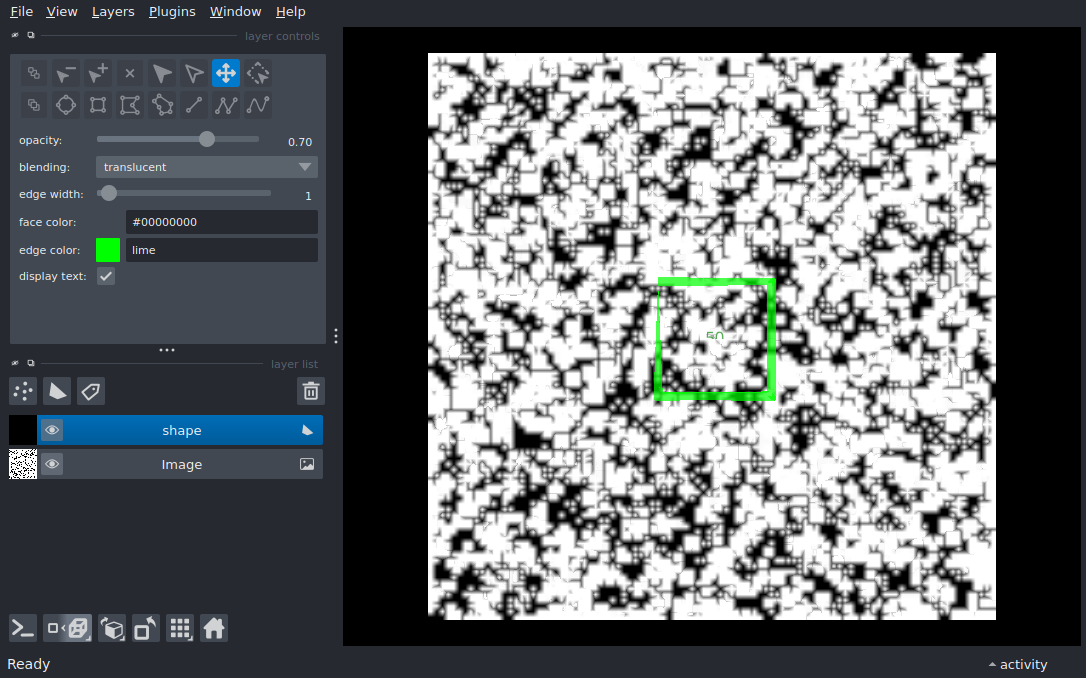 File View Layers Plugins Window Help
layer controls
opacity: 0.70
blending: translucent
edge width: 1
face color: #00000000
edge color: lime
display text:
layer list
shape
Image
50
Ready
activity